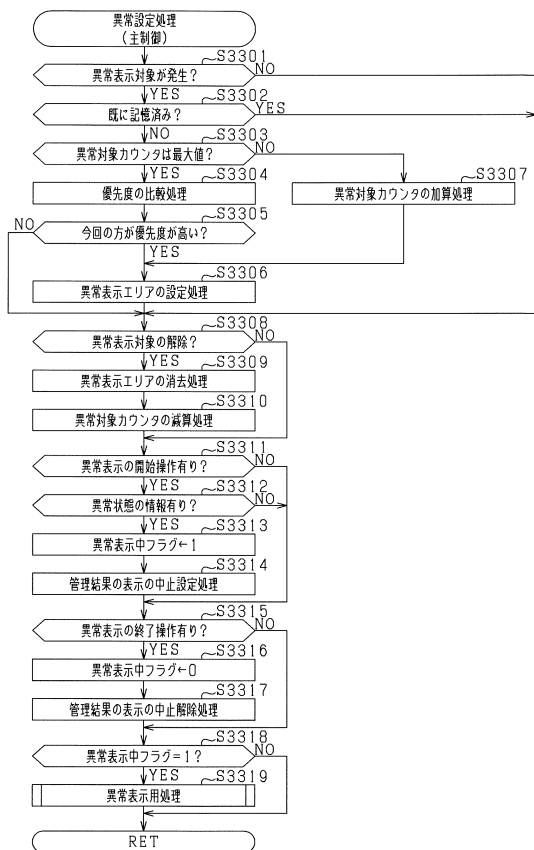 異常設定処理
(主制御)
S3301
異常表示対象が発生?
NO
YES
S3302
既に記憶済み?
YES
NO
S3303
異常対象カウンタは最大値?
NO
YES
S3304
優先度の比較処理
S3307
異常対象カウンタの加算処理
S3305
NO
今回の方が優先度が高い?
YES
S3306
異常表示エリアの設定処理
S3308
異常表示対象の解除?
NO
YES
S3309
異常表示エリアの消去処理
S3310
異常対象カウンタの減算処理
S3311
異常表示の開始操作有り?
NO
YES
S3312
異常状態の情報有り?
NO
YES
S3313
異常表示中フラグ←1
S3314
管理結果の表示の中止設定処理
S3315
異常表示の終了操作有り?
NO
YES
S3316
異常表示中フラグ←0
S3317
管理結果の表示の中止解除処理
S3318
異常表示中フラグ=1?
NO
YES
S3319
異常表示用処理
RET